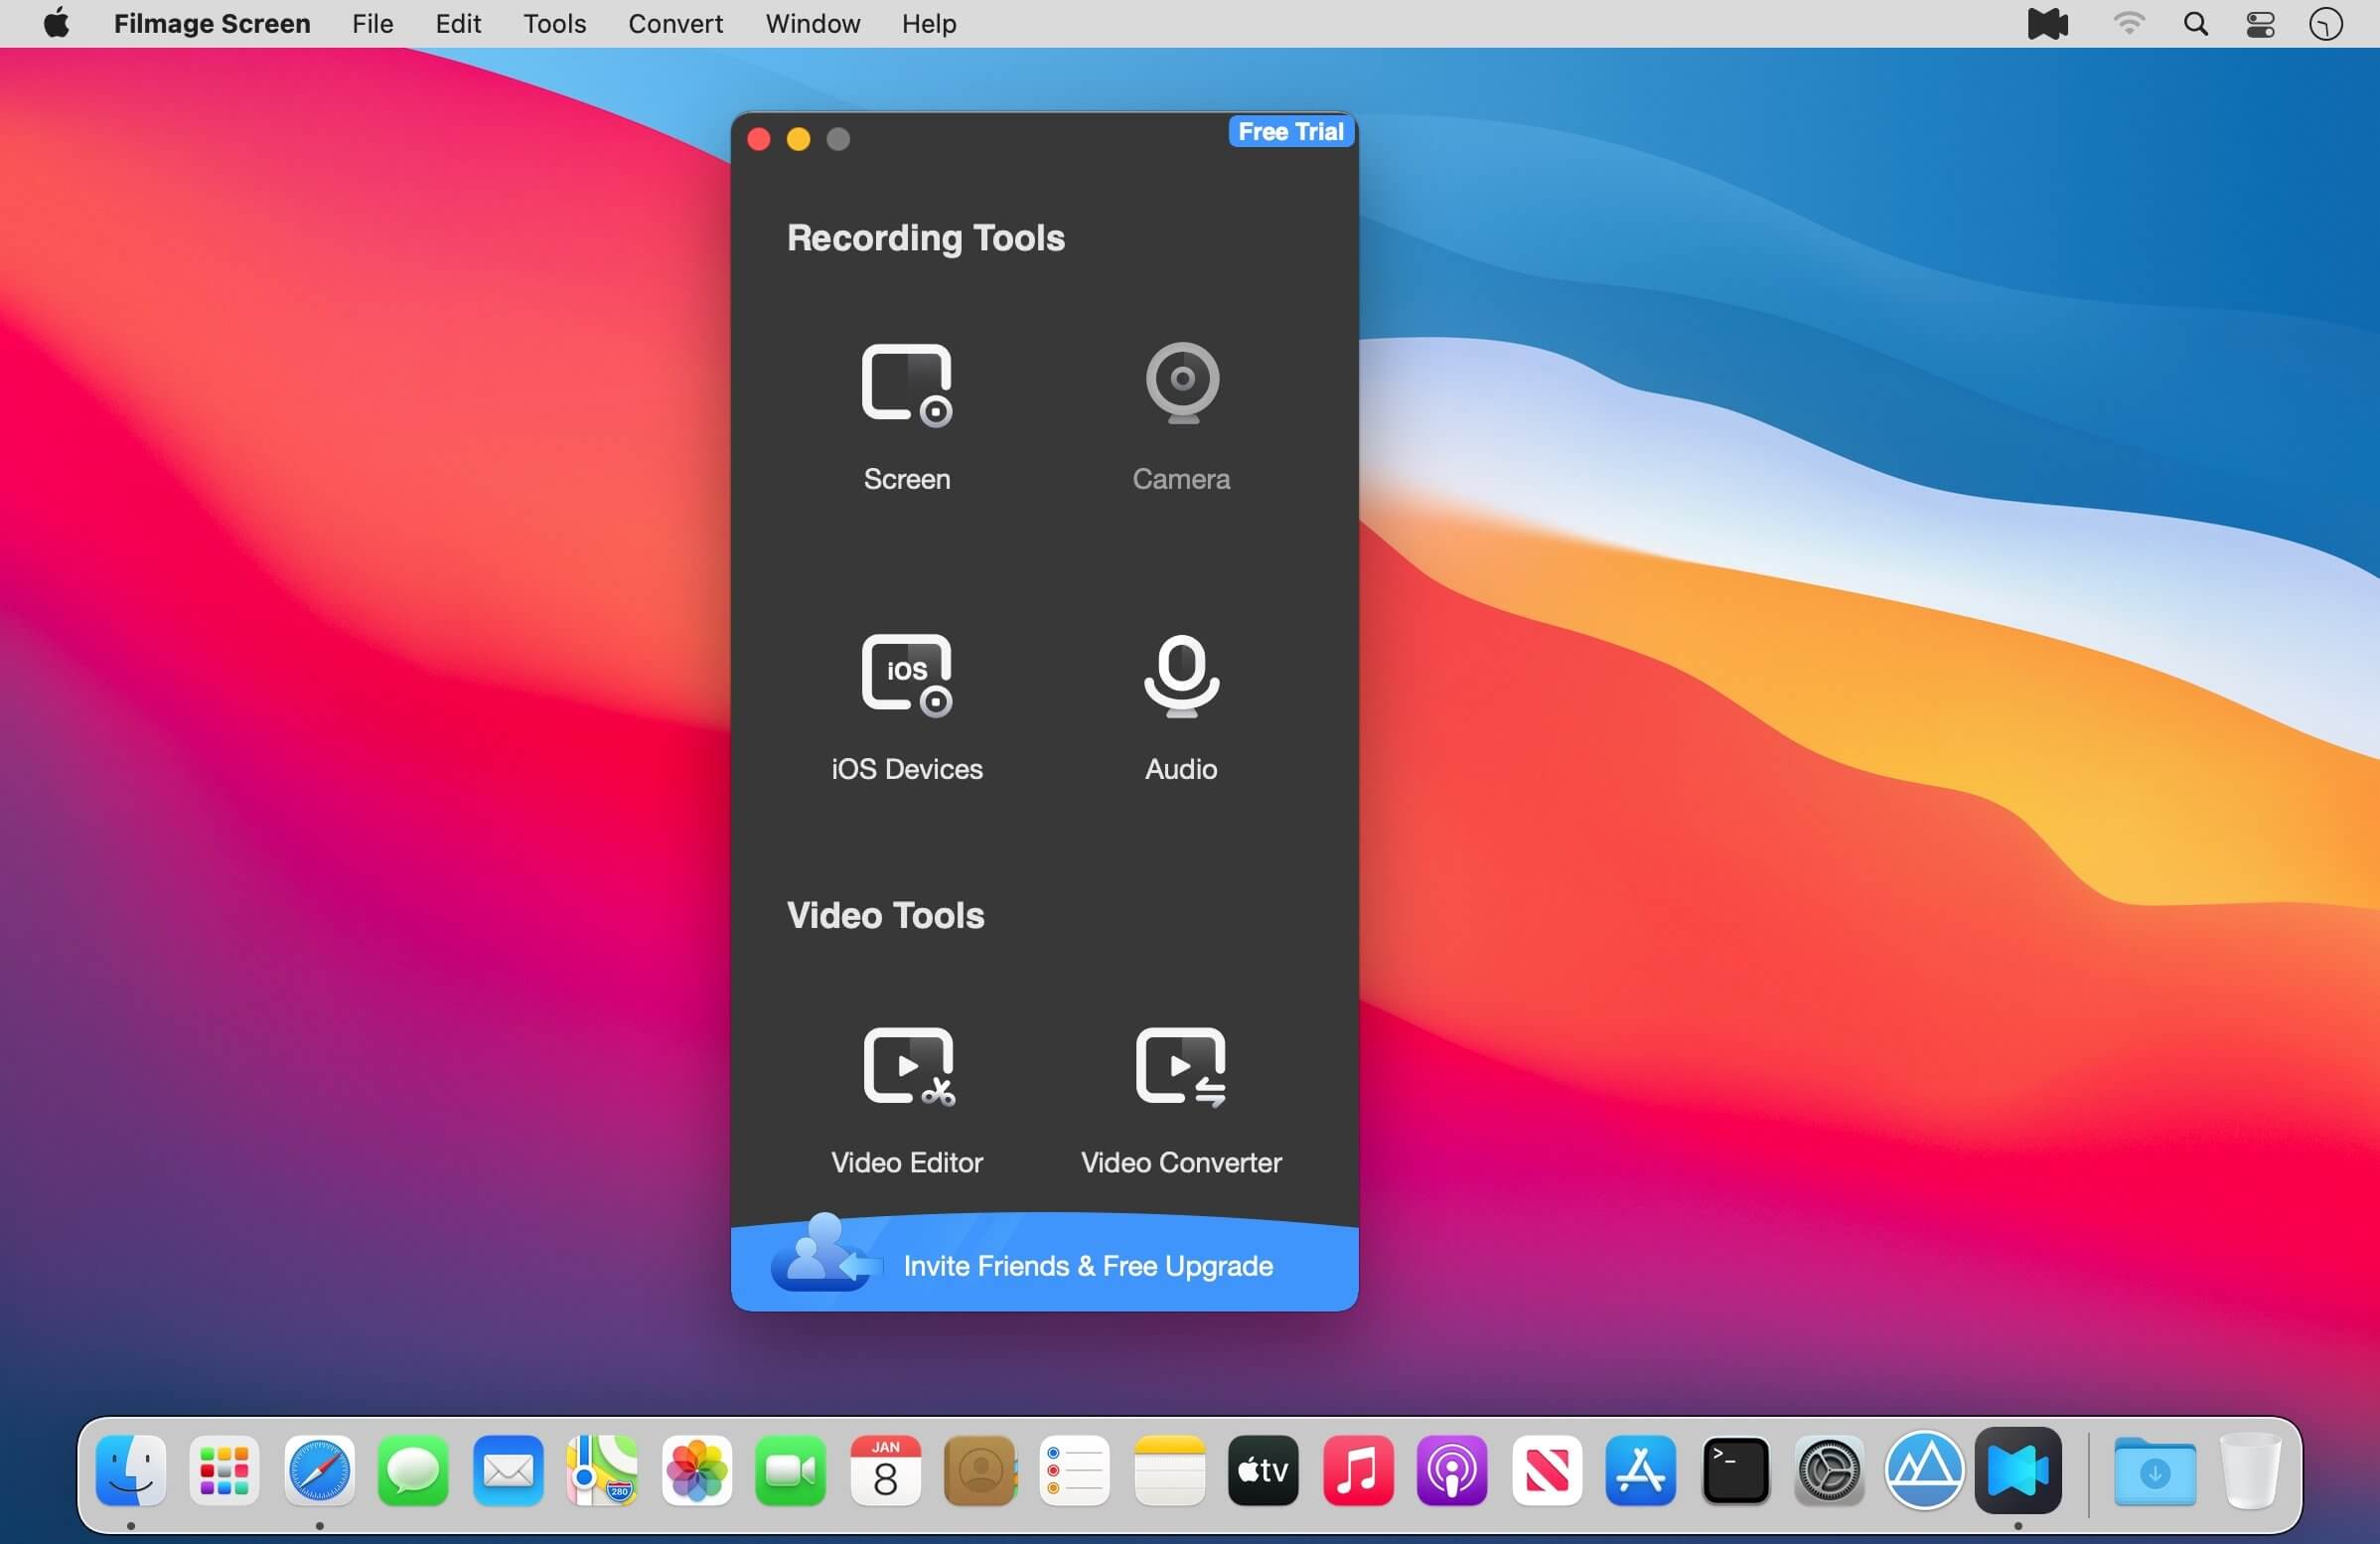 Filmage Screen File Edit Tools Convert Window Help
Free Trial
Recording Tools
Screen Camera
iOS
iOS Devices Audio
Video Tools
Video Editor Video Converter
Invite Friends & Free Upgrade
JAN
8
280
tv
>_